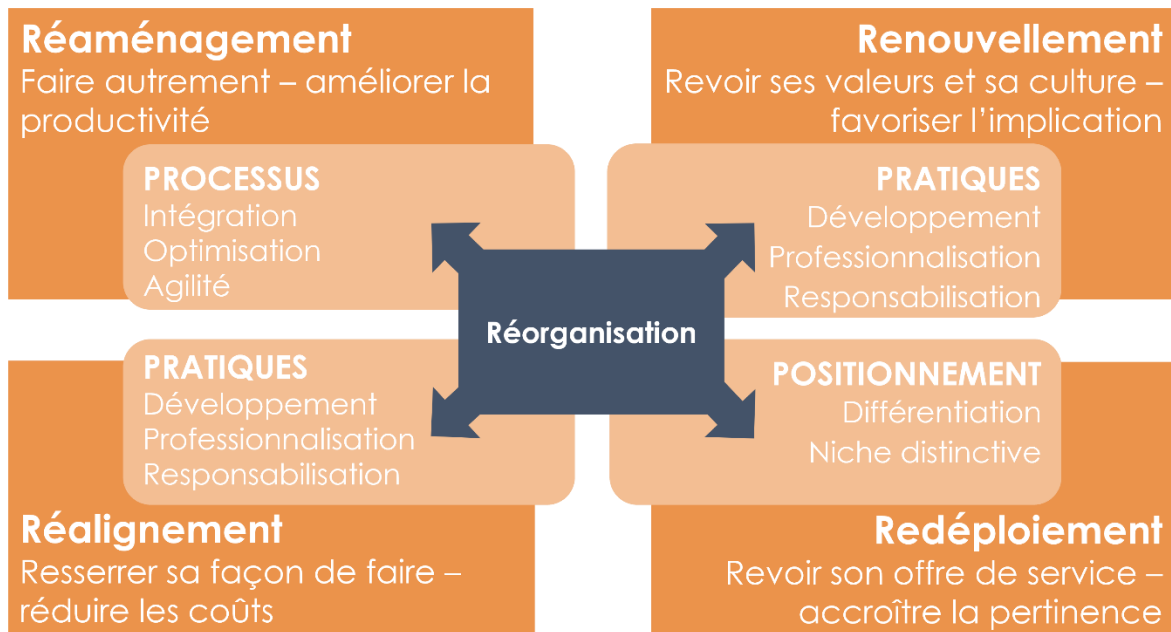 Réaménagement
Faire autrement – améliorer la
productivité
PROCESSUS
Intégration
Optimisation
Agilité
Renouvellement
Revoir ses valeurs et sa culture –
favoriser l'implication
PRATIQUES
Développement
Professionnalisation
Responsabilisation
Réorganisation
PRATIQUES
Développement
Professionnalisation
Responsabilisation
Réalignement
Resserrer sa façon de faire –
réduire les coûts
POSITIONNEMENT
Différentiation
Niche distinctive
Redéploiement
Revoir son offre de service –
accroître la pertinence